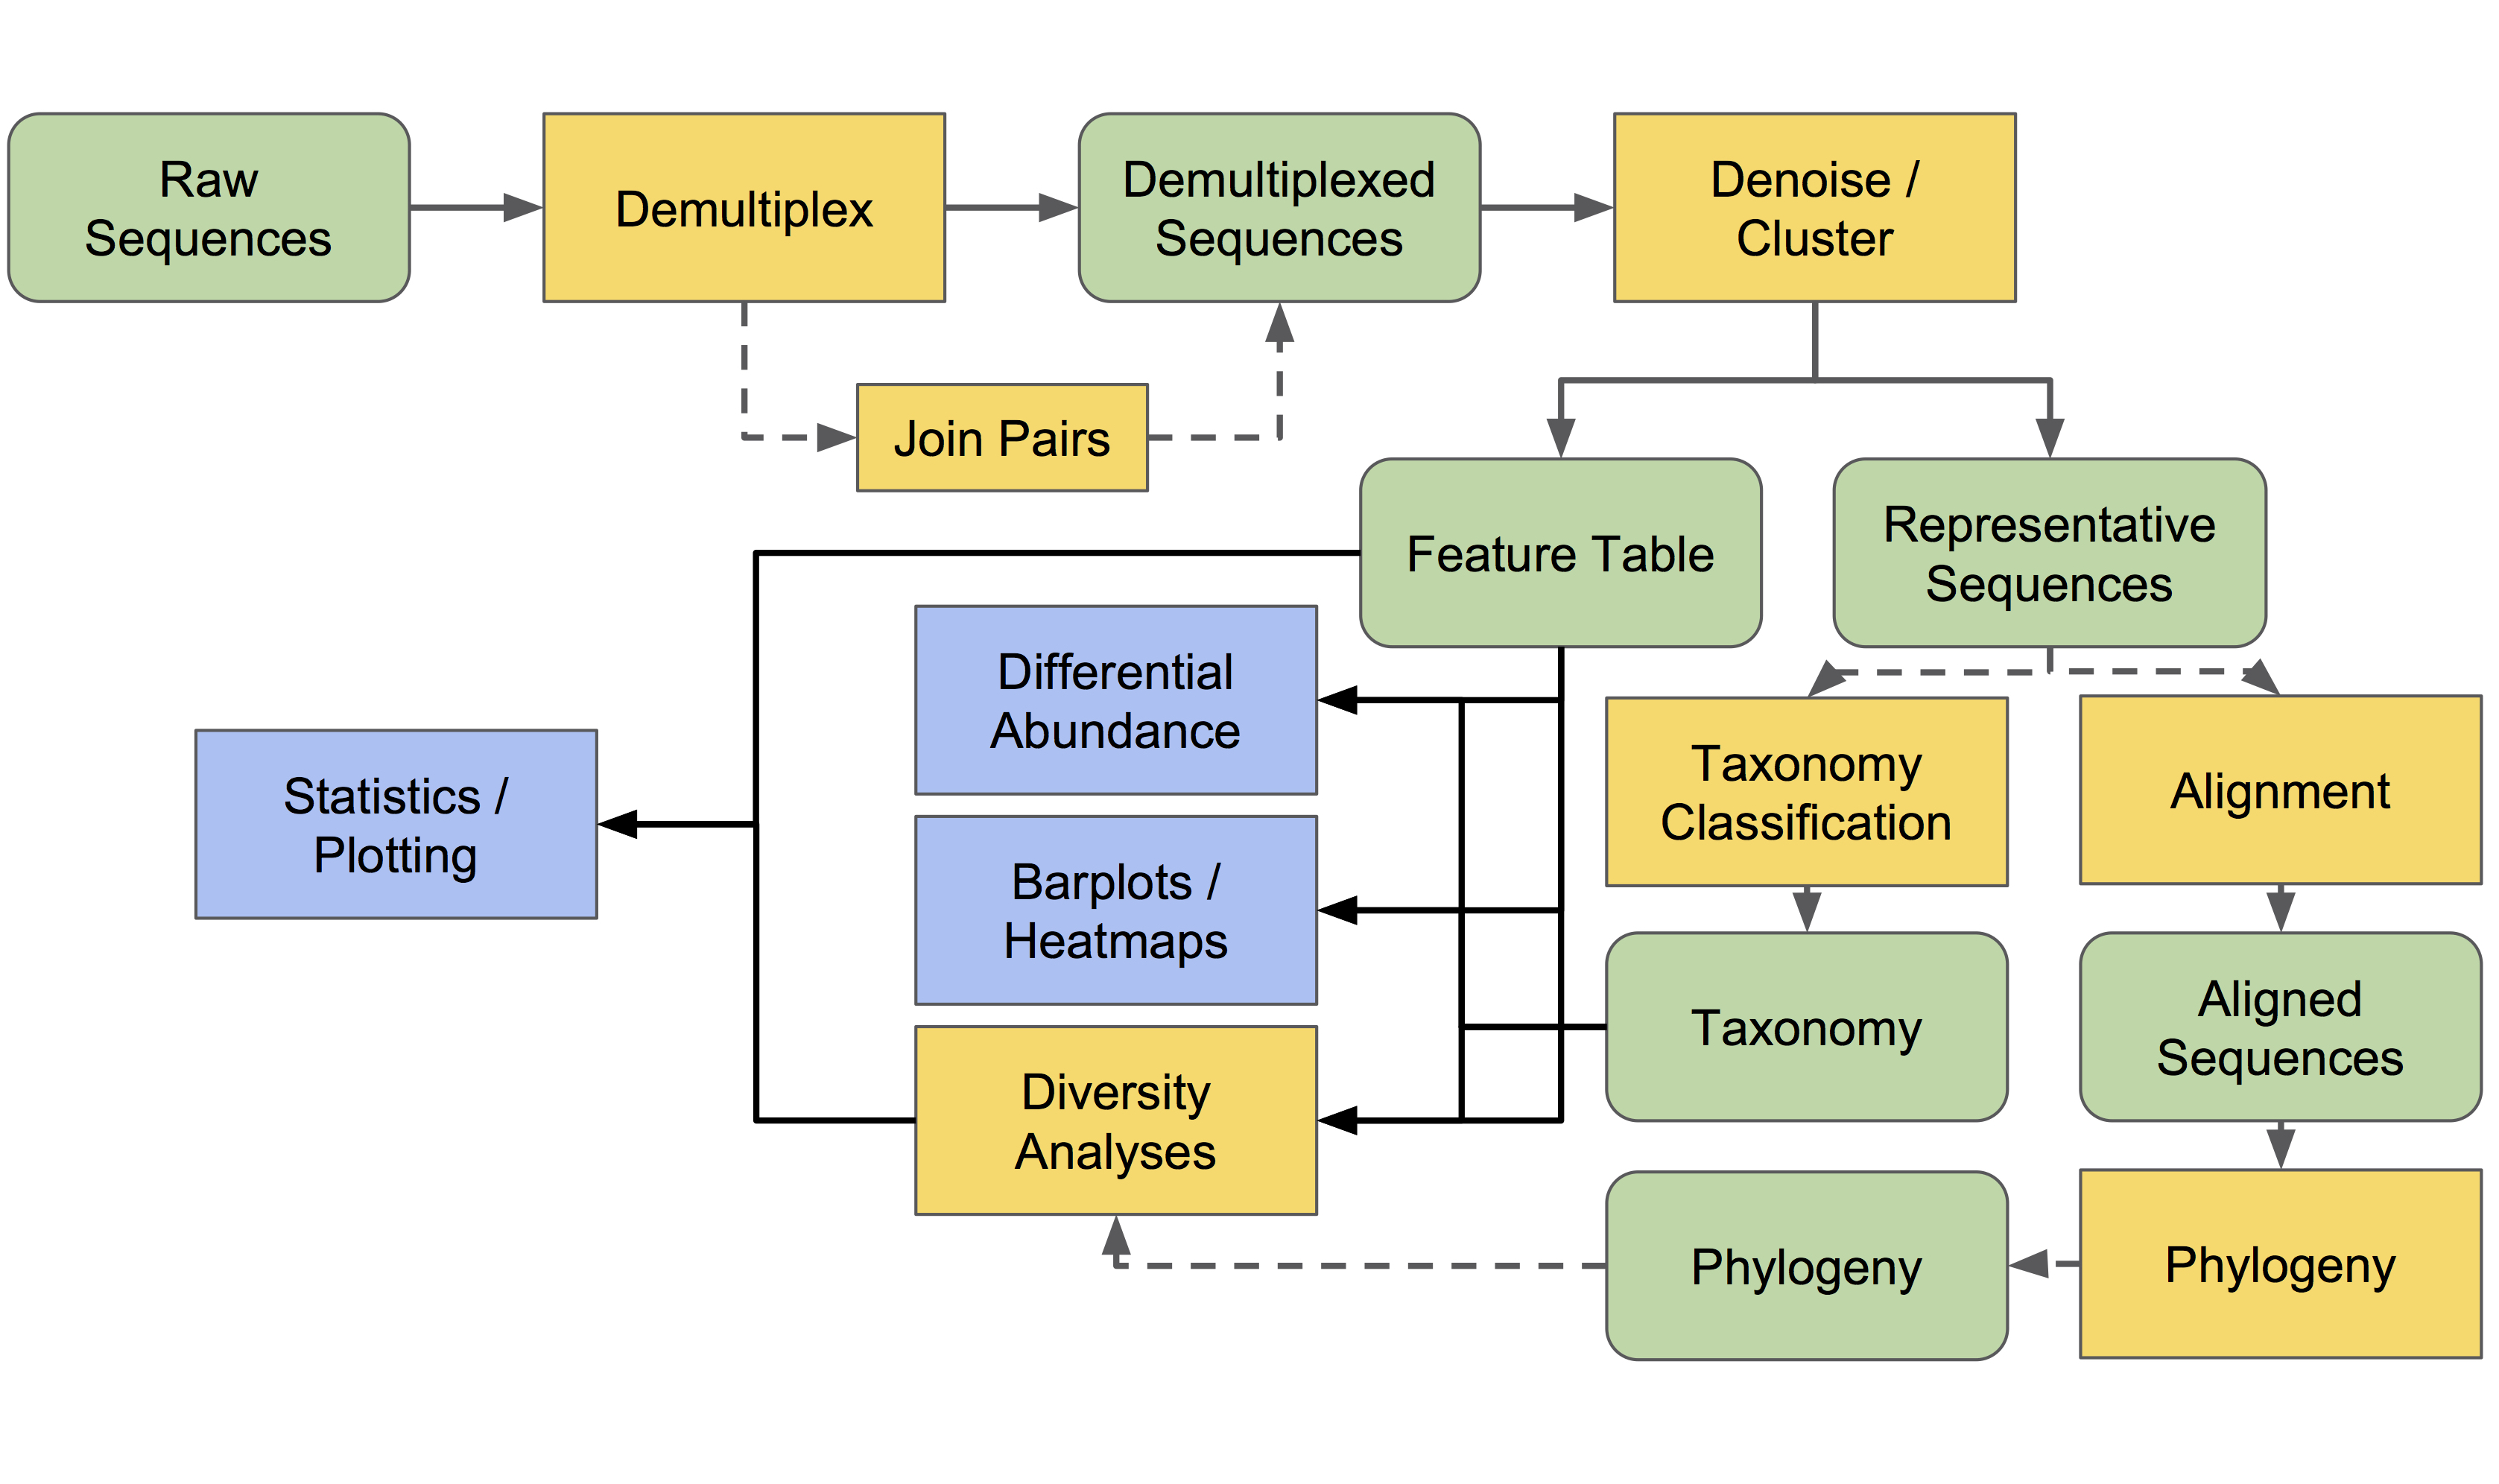 Raw
Sequences
Demultiplex
Demultiplexed
Sequences
Denoise /
Cluster
Join Pairs
Feature Table
Representative
Sequences
Differential
Abundance
Statistics /
Plotting
Barplots /
Heatmaps
Diversity
Analyses
Taxonomy
Classification
Alignment
Taxonomy
Aligned
Sequences
Phylogeny
Phylogeny